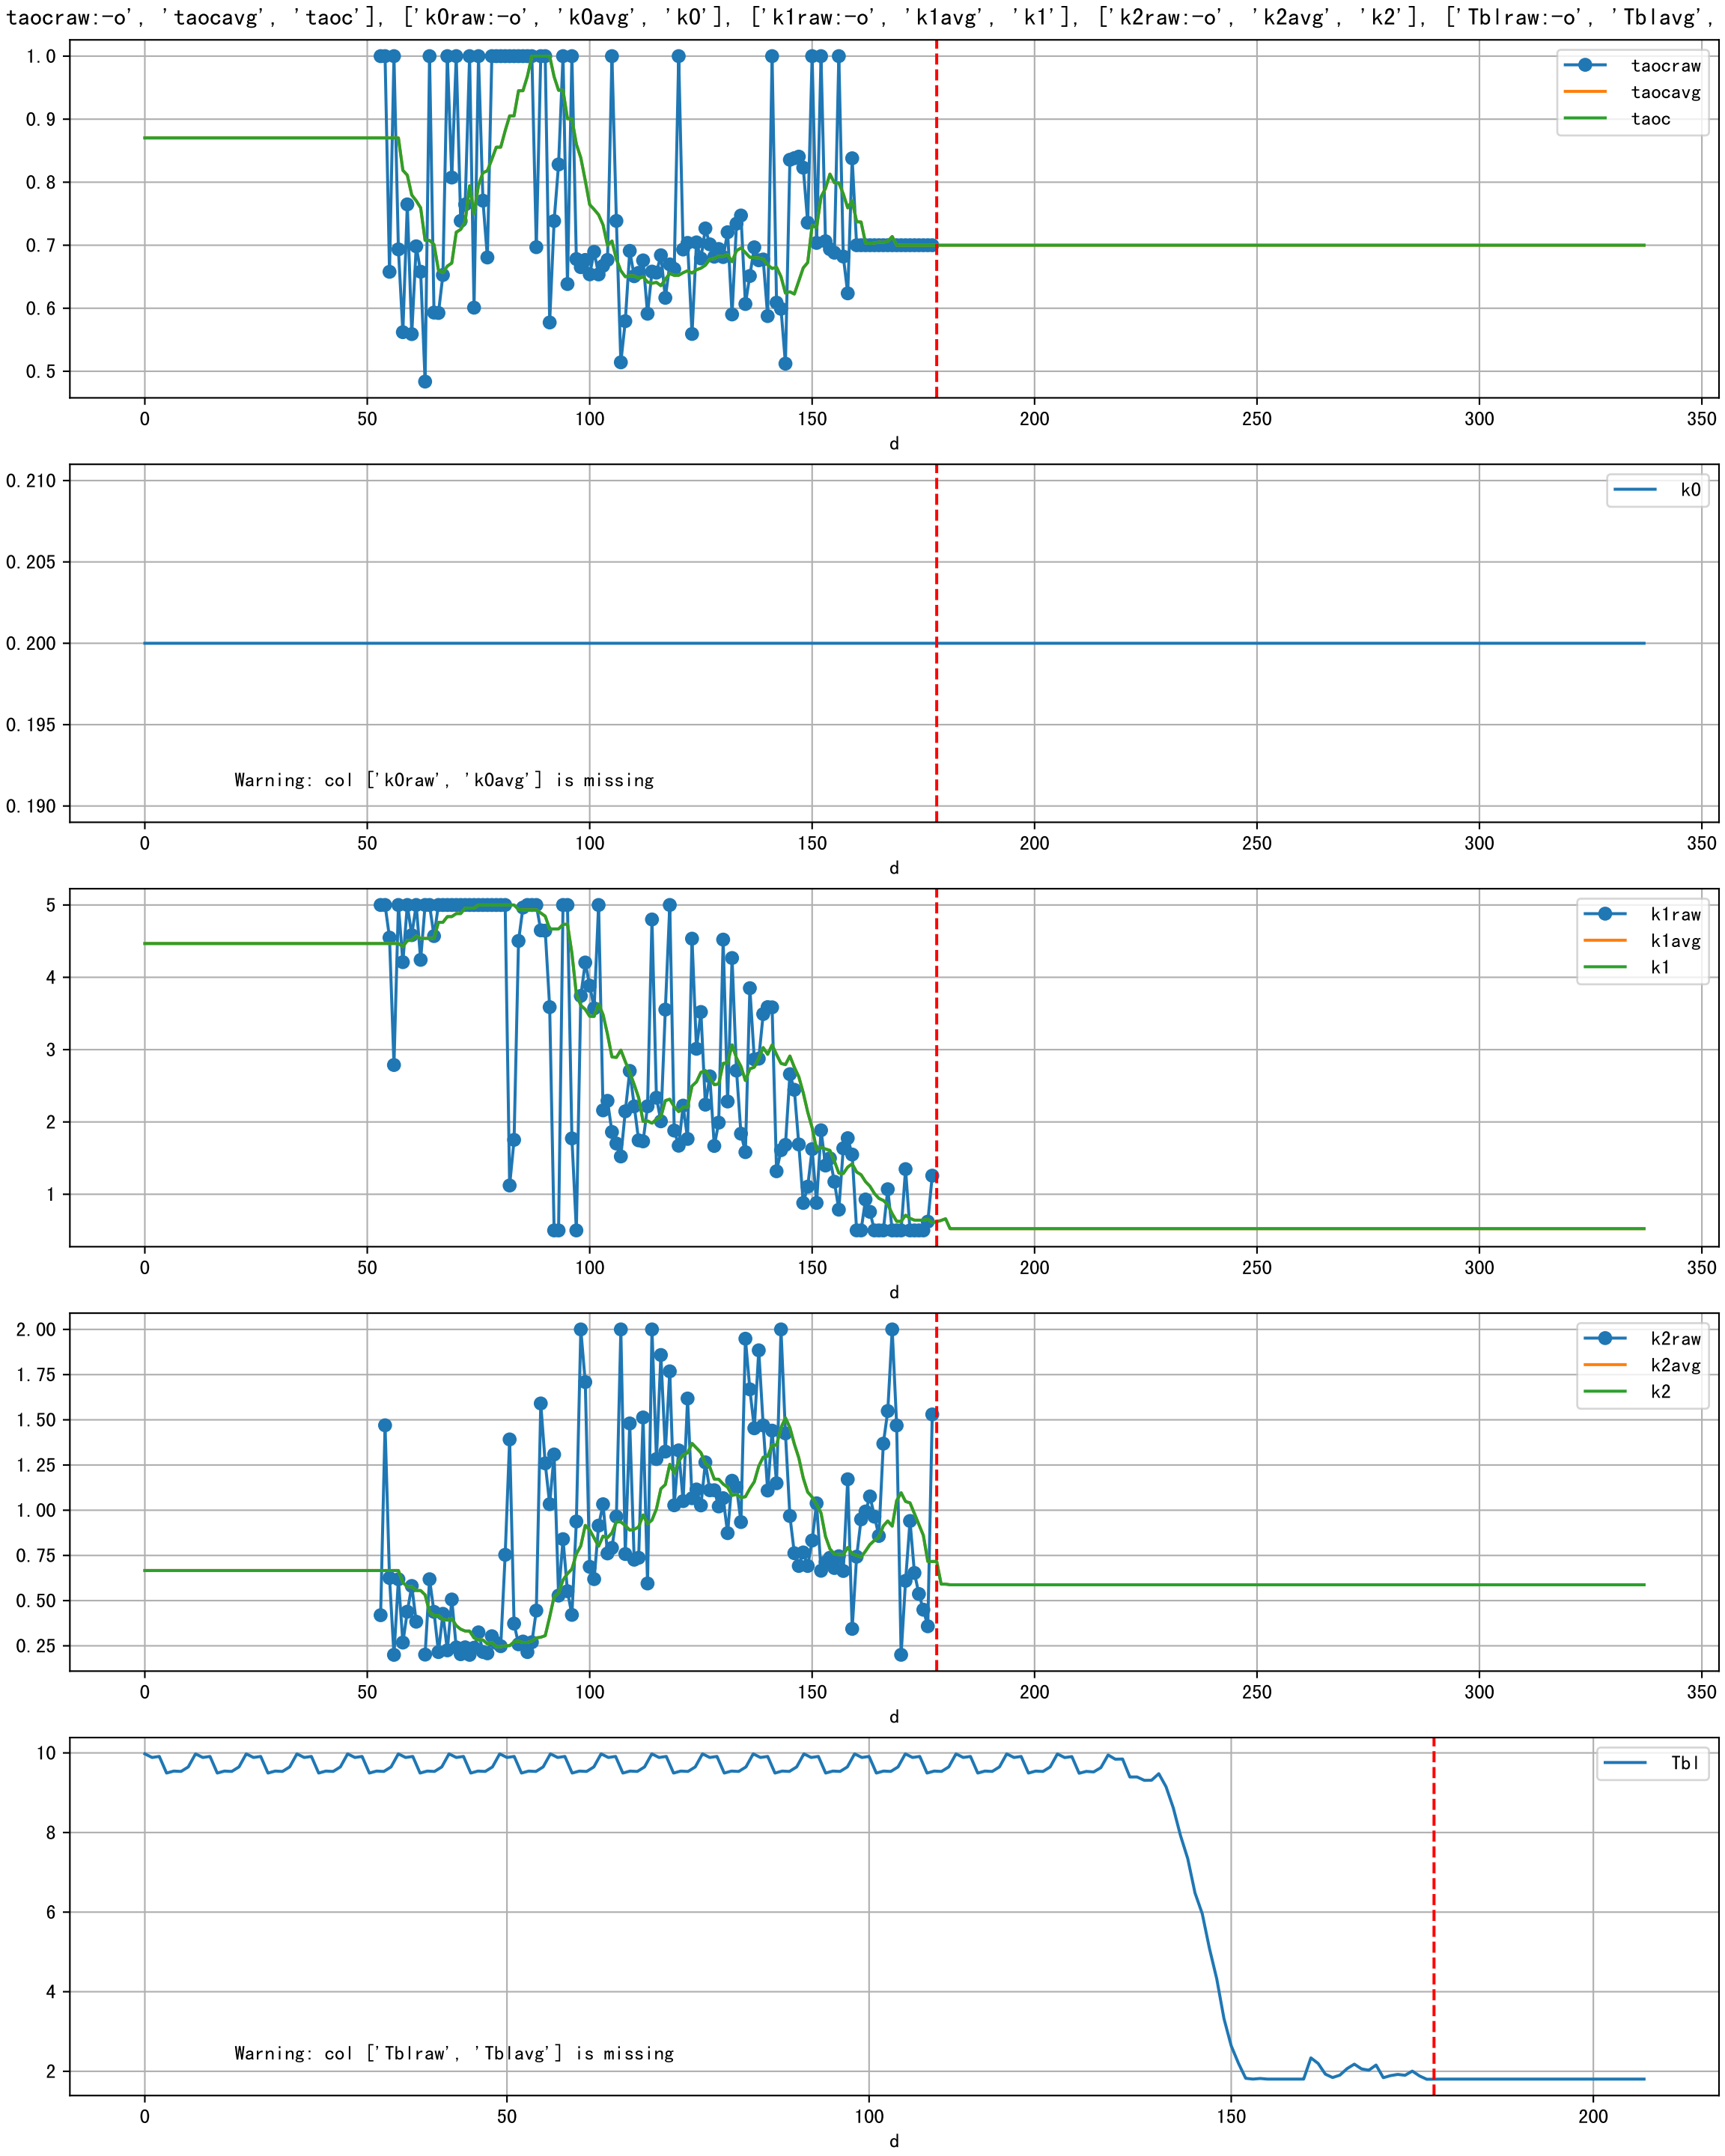 taocraw:-o', 'taocavg', 'taoc'], ['k0raw:-o', 'k0avg', 'k0'], ['k1raw:-o', 'k1avg', 'k1'], ['k2raw:-o', 'k2avg', 'k2'], ['Tblraw:-o', 'Tblavg',
1.0
0.9
0.8
0.7
0.6
0.5
taocraw
taocavg
taoc
0 50 100 150 200 250 300 350
d
0.210
0.205
0.200
0.195
0.190
k0
Warning: col ['k0raw', 'k0avg'] is missing
0 50 100 150 200 250 300 350
d
5
4
3
2
1
k1raw
k1avg
k1
0 50 100 150 200 250 300 350
d
2.00
1.75
1.50
1.25
1.00
0.75
0.50
0.25
k2raw
k2avg
k2
0 50 100 150 200 250 300 350
d
10
8
6
4
2
Tbl
Warning: col ['Tblraw', 'Tblavg'] is missing
0 50 100 150 200
d